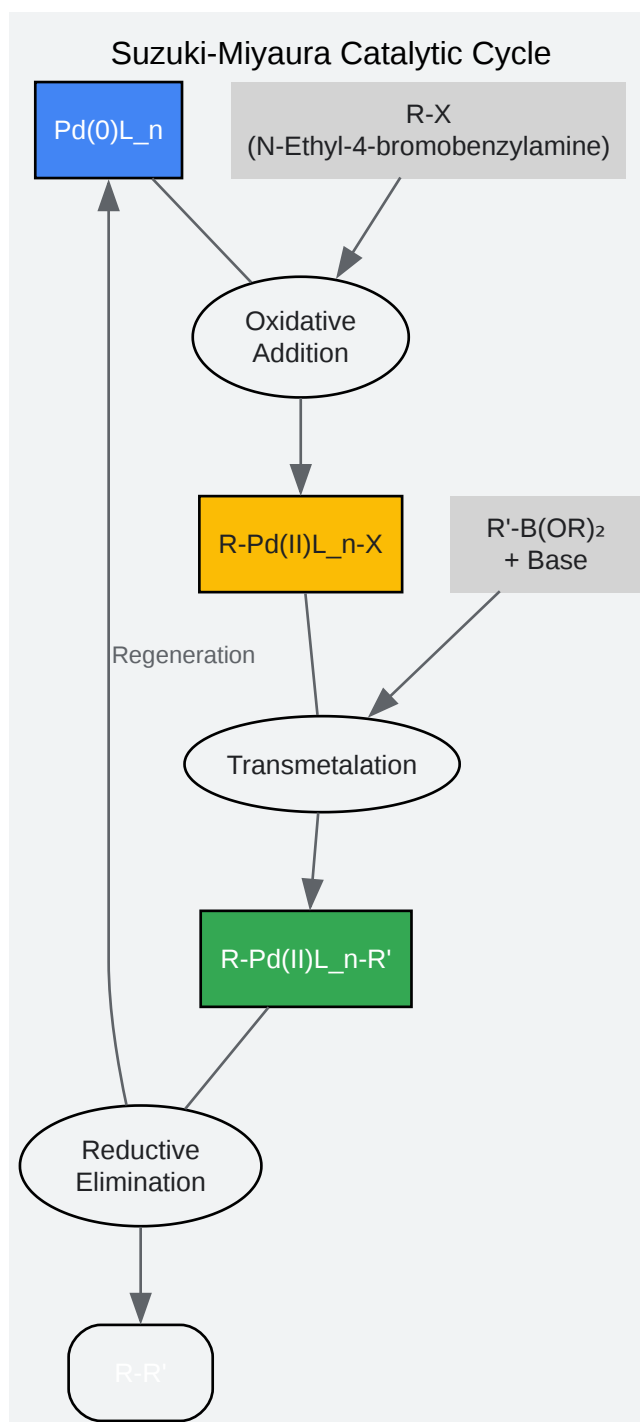 Suzuki-Miyaura Catalytic Cycle
Pd(0)L_n
R-X
(N-Ethyl-4-bromobenzylamine)
Oxidative
Addition
R-Pd(II)L_n-X
R'-B(OR)₂
+ Base
Regeneration
Transmetalation
R-Pd(II)L_n-R'
Reductive
Elimination
R-R'